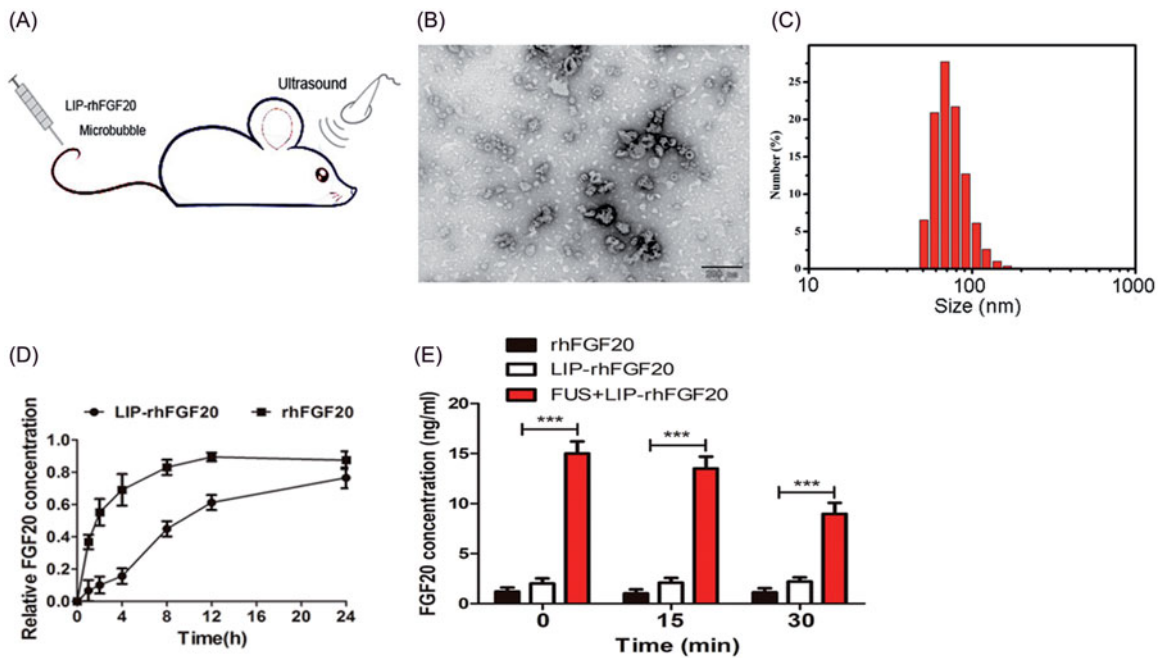 (A)
LIP-rhFGF20
Microbubble
Ultrasound
(B)
200 nm
(C)
Number (%)
25
20
15
10
5
0
10
100
1000
Size (nm)
(D)
LIP-rhFGF20
rhFGF20
Relative FGF20 concentration
1.0
0.8
0.6
0.4
0.2
0.0
0
4
8
12
16
20
24
Time(h)
(E)
rhFGF20
LIP-rhFGF20
FUS+LIP-rhFGF20
FGF20 concentration (ng/ml)
20
15
10
5
0
***
***
***
0
15
30
Time (min)